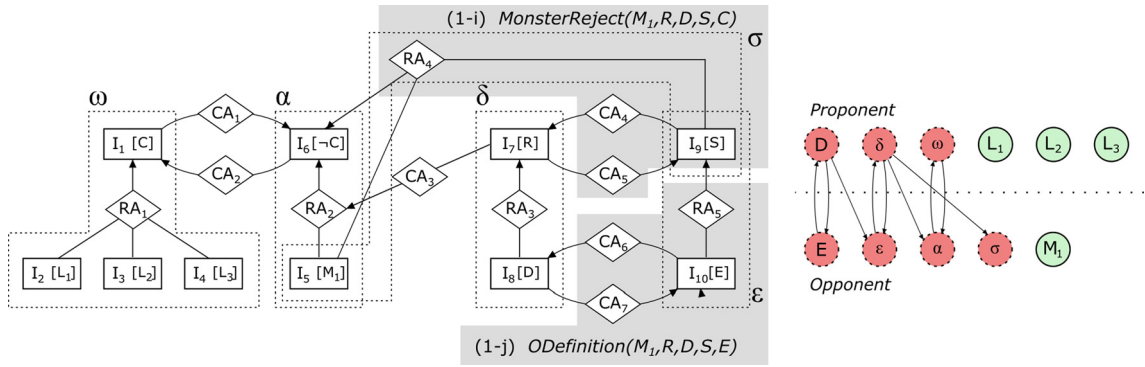 (1-i) MonsterReject(M₁,R,D,S,C)
σ
RA₄
ω
CA₁
α
δ
CA₄
I₁ [C]
I₆[¬C]
I₇[R]
I₉[S]
CA₂
CA₃
CA₅
RA₁
RA₂
RA₃
RA₅
CA₆
I₂ [L₁]
I₃ [L₂]
I₄ [L₃]
I₅ [M₁]
I₈[D]
I₁₀[E]
ε
CA₇
(1-j) ODefinition(M₁,R,D,S,E)
Proponent
D δ ω L₁ L₂ L₃
E ε α σ M₁
Opponent